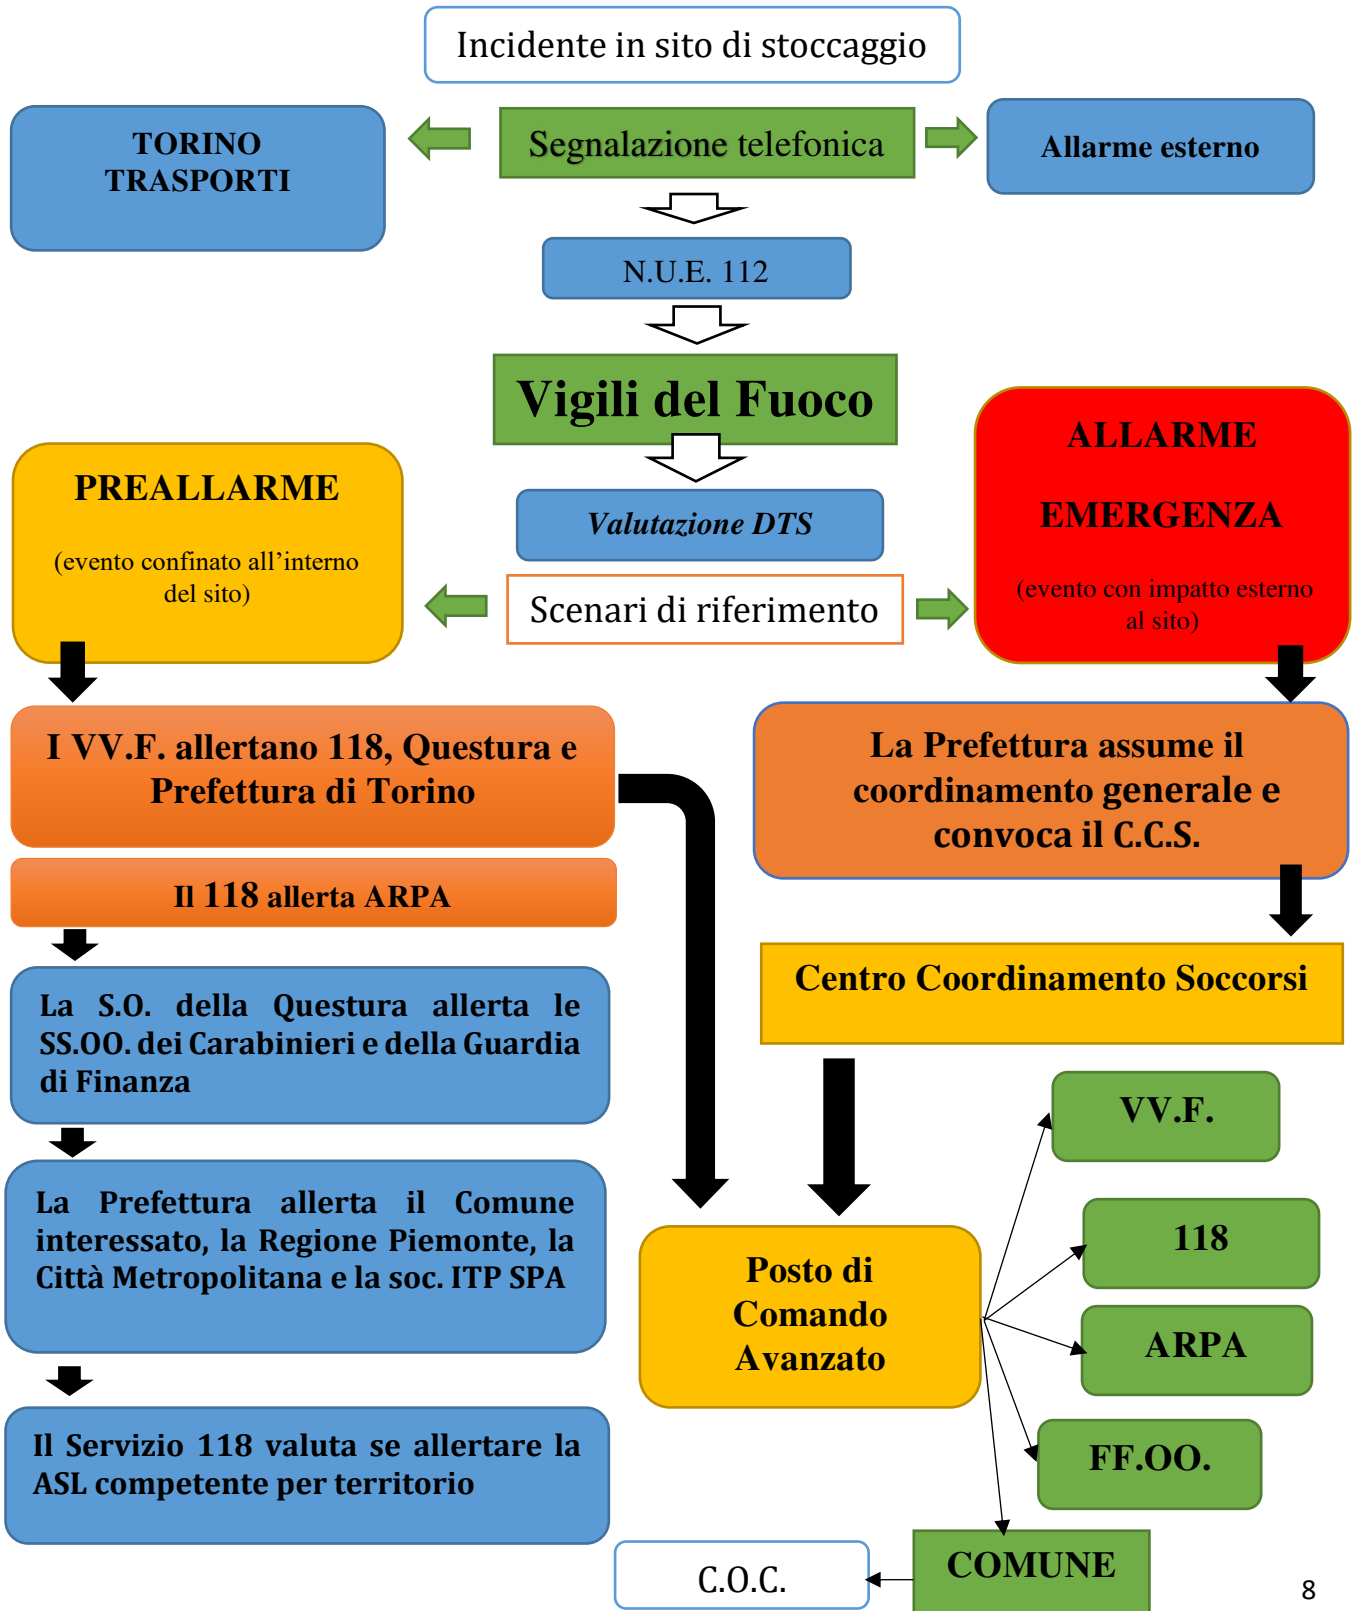 Incidente in sito di stoccaggio
TORINO
TRASPORTI
Segnalazione telefonica
Allarme esterno
N.U.E. 112
Vigili del Fuoco
PREALLARME
(evento confinato all’interno
del sito)
Valutazione DTS
Scenari di riferimento
ALLARME
EMERGENZA
(evento con impatto esterno
al sito)
I VV.F. allertano 118, Questura e
Prefettura di Torino
Il 118 allerta ARPA
La S.O. della Questura allerta le
SS.OO. dei Carabinieri e della Guardia
di Finanza
La Prefettura allerta il Comune
interessato, la Regione Piemonte, la
Città Metropolitana e la soc. ITP SPA
Il Servizio 118 valuta se allertare la
ASL competente per territorio
La Prefettura assume il
coordinamento generale e
convoca il C.C.S.
Centro Coordinamento Soccorsi
Posto di
Comando
Avanzato
VV.F.
118
ARPA
FF.OO.
COMUNE
C.O.C.
8